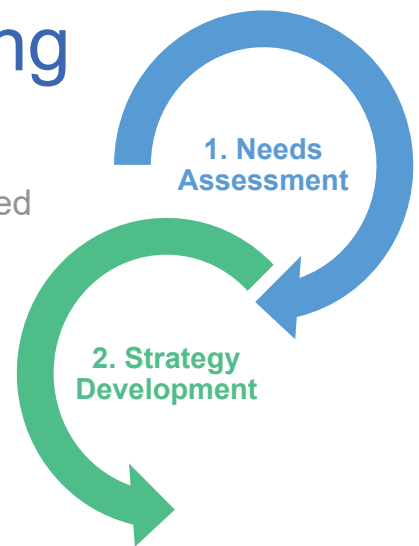 ng
1. Needs
Assessment
ed
2. Strategy
Development